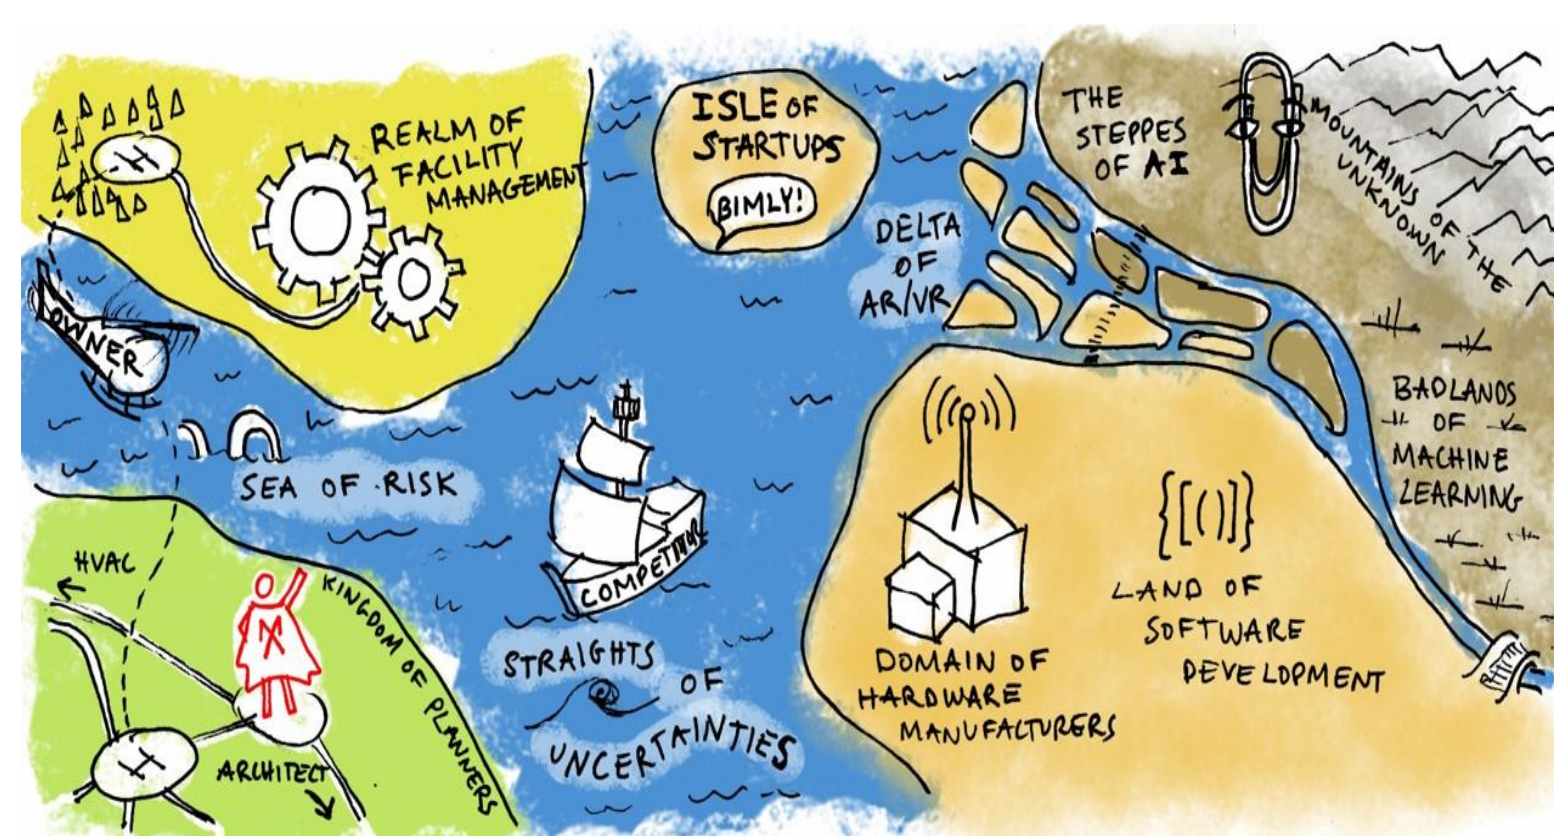 REALM OF
FACILITY
MANAGEMENT
H
OWNER
ISLE OF
STARTUPS
BIMLY!
DELTA
OF
AR/VR
THE
STEPPES
OF AI
MOUNTAINS OF THE
UNKNOWN
BADLANDS
OF
MACHINE
LEARNING
SEA OF RISK
COMPETITOR
STRAIGHTS
OF
UNCERTAINTIES
HVAC
KINGDOM OF PLANNERS
H
ARCHITECT
{[()]}
LAND OF
SOFTWARE
DEVELOPMENT
DOMAIN OF
HARDWARE
MANUFACTURERS